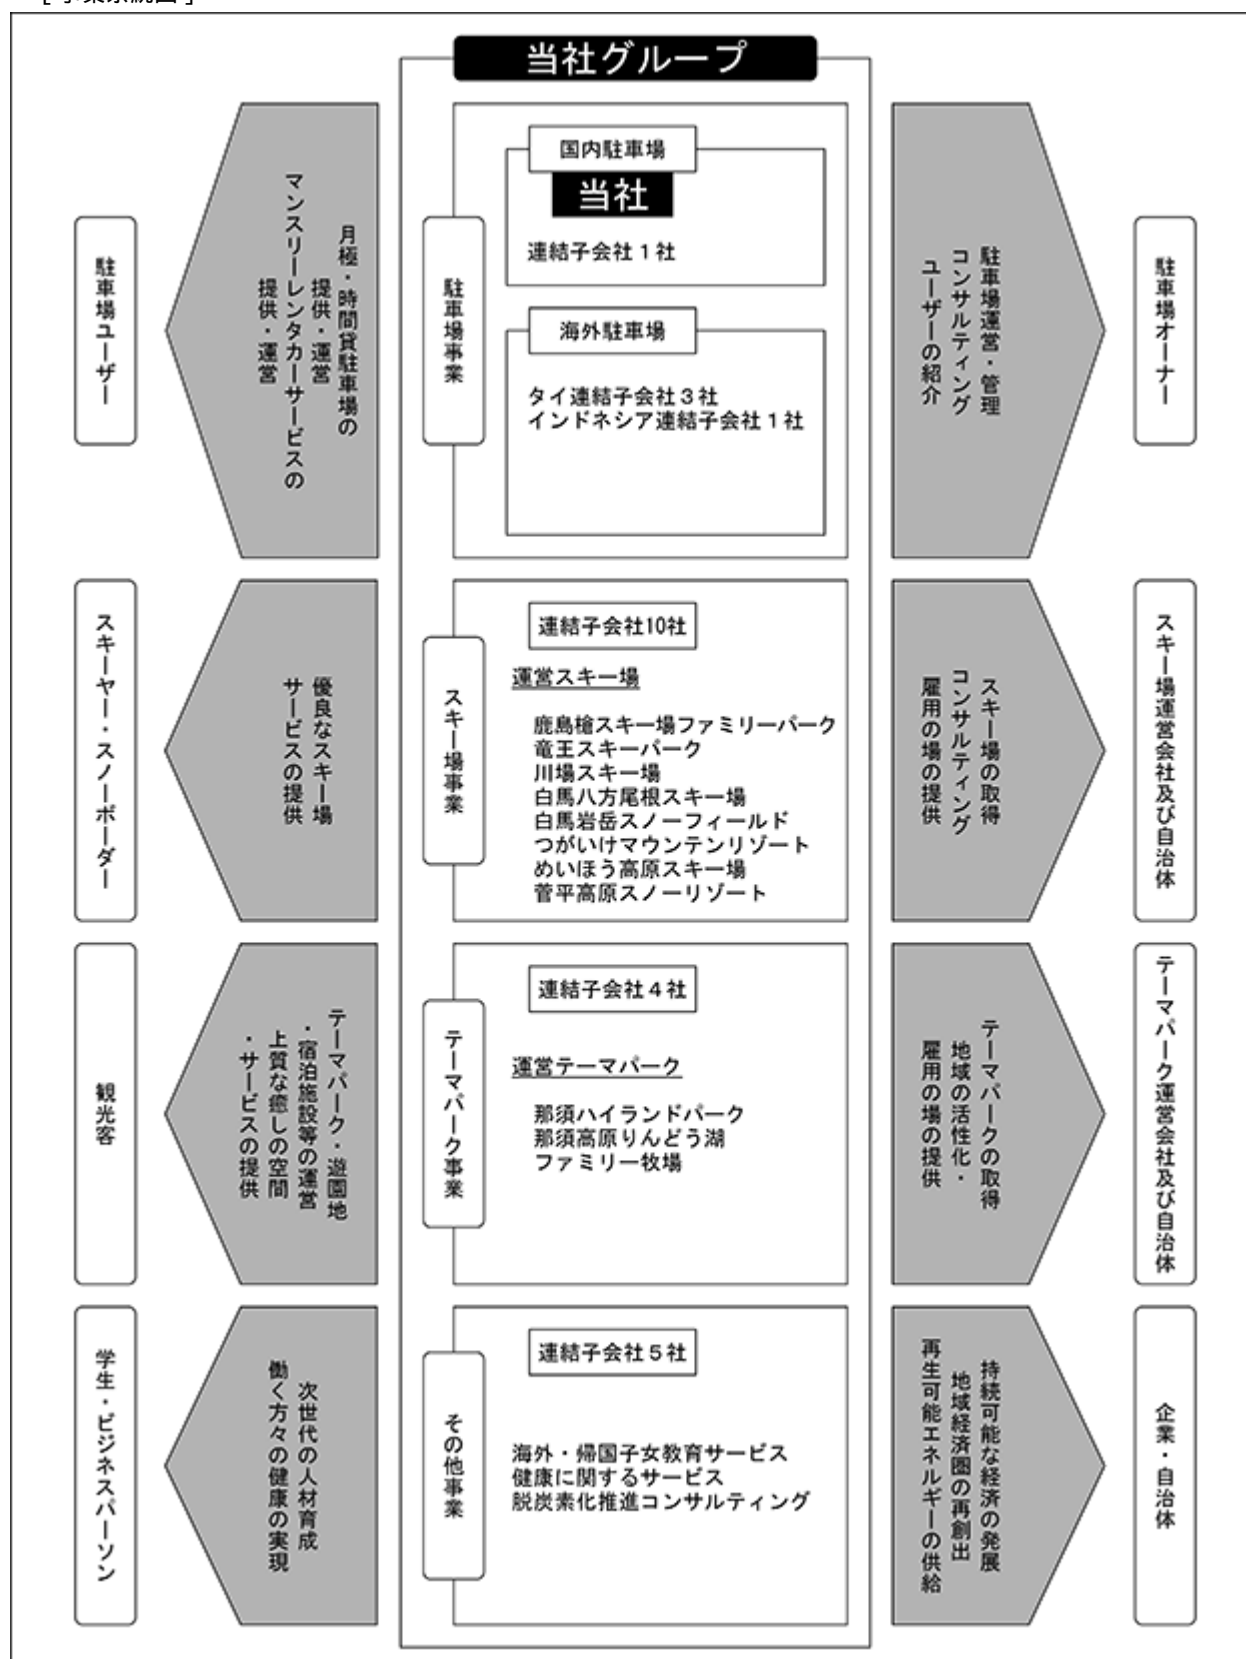 [事業系統図]
当社グループ
駐車場ユーザー
月極・時間貸駐車場の
提供・運営
マンスリーレンタカーサービスの
提供・運営
駐車場事業
国内駐車場
当社
連結子会社1社
海外駐車場
タイ連結子会社3社
インドネシア連結子会社1社
駐車場運営・管理
コンサルティング
ユーザーの紹介
駐車場オーナー
スキーヤー・スノーボーダー
優良なスキー場
サービスの提供
スキー場事業
連結子会社10社
運営スキー場
鹿島槍スキー場ファミリーパーク
竜王スキーパーク
川場スキー場
白馬八方尾根スキー場
白馬岩岳スノーフィールド
つがいけマウンテンリゾート
めいほう高原スキー場
菅平高原スノーリゾート
スキー場の取得
コンサルティング
雇用の場の提供
スキー場運営会社及び自治体
観光客
テーマパーク・遊園地
・宿泊施設等の運営
上質な癒しの空間
・サービスの提供
テーマパーク事業
連結子会社4社
運営テーマパーク
那須ハイランドパーク
那須高原りんどう湖
ファミリー牧場
テーマパークの取得
地域の活性化・
雇用の場の提供
テーマパーク運営会社及び自治体
学生・ビジネスパーソン
次世代の人材育成
働く方々の健康の実現
その他事業
連結子会社5社
海外・帰国子女教育サービス
健康に関するサービス
脱炭素化推進コンサルティング
持続可能な経済の発展
地域経済圏の再創出
再生可能エネルギーの供給
企業・自治体